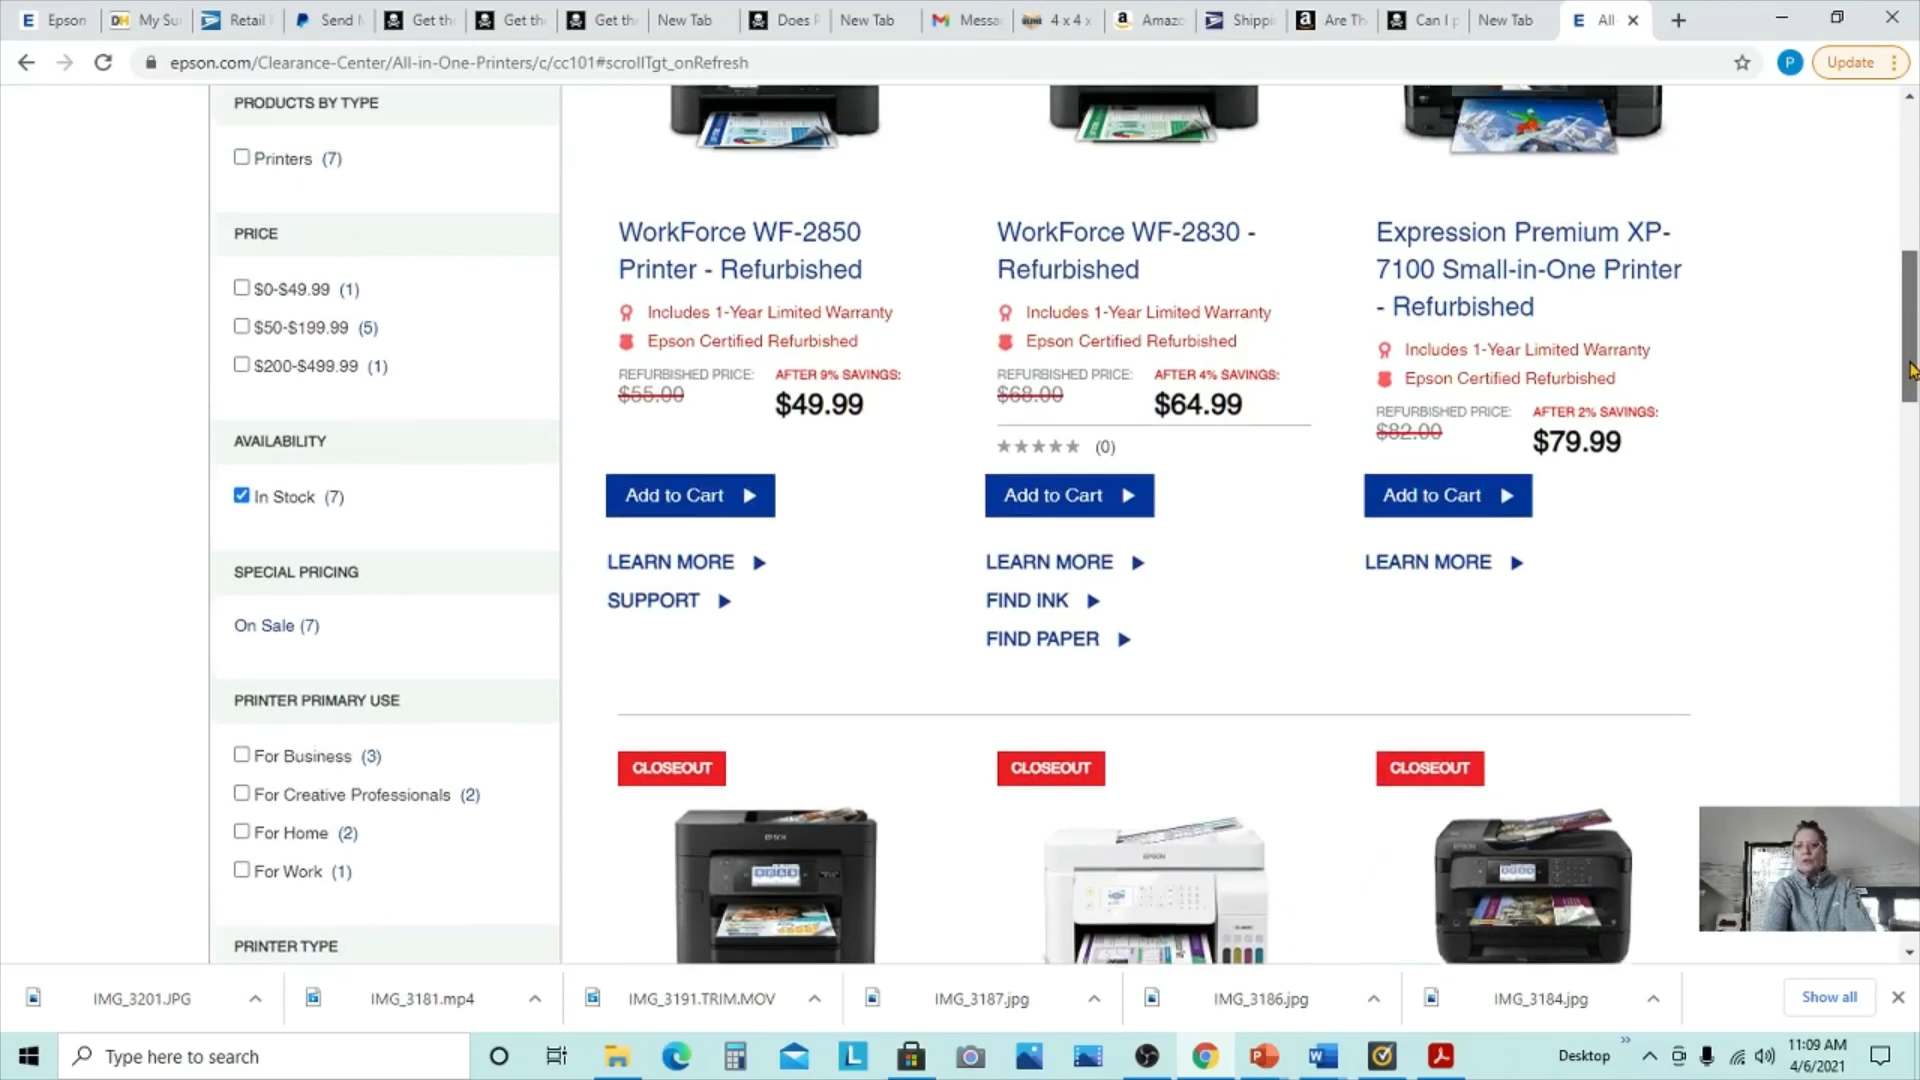 Epson
My Su
Retail
Send
Get the
Get the
Get the
New Tab
Does
New Tab
Messa
4 x 4 x
Amazo
Shippi
Are Th
Can I p
New Tab
All
epson.com/Clearance-Center/All-in-One-Printers/c/cc101#scrollTgt_onRefresh
P
Update
PRODUCTS BY TYPE
Printers (7)
PRICE
$0-$49.99 (1)
$50-$199.99 (5)
$200-$499.99 (1)
AVAILABILITY
In Stock (7)
SPECIAL PRICING
On Sale (7)
PRINTER PRIMARY USE
For Business (3)
For Creative Professionals (2)
For Home (2)
For Work (1)
PRINTER TYPE
WorkForce WF-2850
Printer - Refurbished
Includes 1-Year Limited Warranty
Epson Certified Refurbished
REFURBISHED PRICE: AFTER 9% SAVINGS:
$55.00 $49.99
Add to Cart
LEARN MORE
SUPPORT
WorkForce WF-2830 -
Refurbished
Includes 1-Year Limited Warranty
Epson Certified Refurbished
REFURBISHED PRICE: AFTER 4% SAVINGS:
$68.00 $64.99
(0)
Add to Cart
LEARN MORE
FIND INK
FIND PAPER
Expression Premium XP-
7100 Small-in-One Printer
- Refurbished
Includes 1-Year Limited Warranty
Epson Certified Refurbished
REFURBISHED PRICE: AFTER 2% SAVINGS:
$82.00 $79.99
Add to Cart
LEARN MORE
CLOSEOUT
CLOSEOUT
CLOSEOUT
EPSON
EPSON
IMG_3201.JPG
IMG_3181.mp4
IMG_3191.TRIM.MOV
IMG_3187.jpg
IMG_3186.jpg
IMG_3184.jpg
Show all
Type here to search
Desktop
11:09 AM
4/6/2021